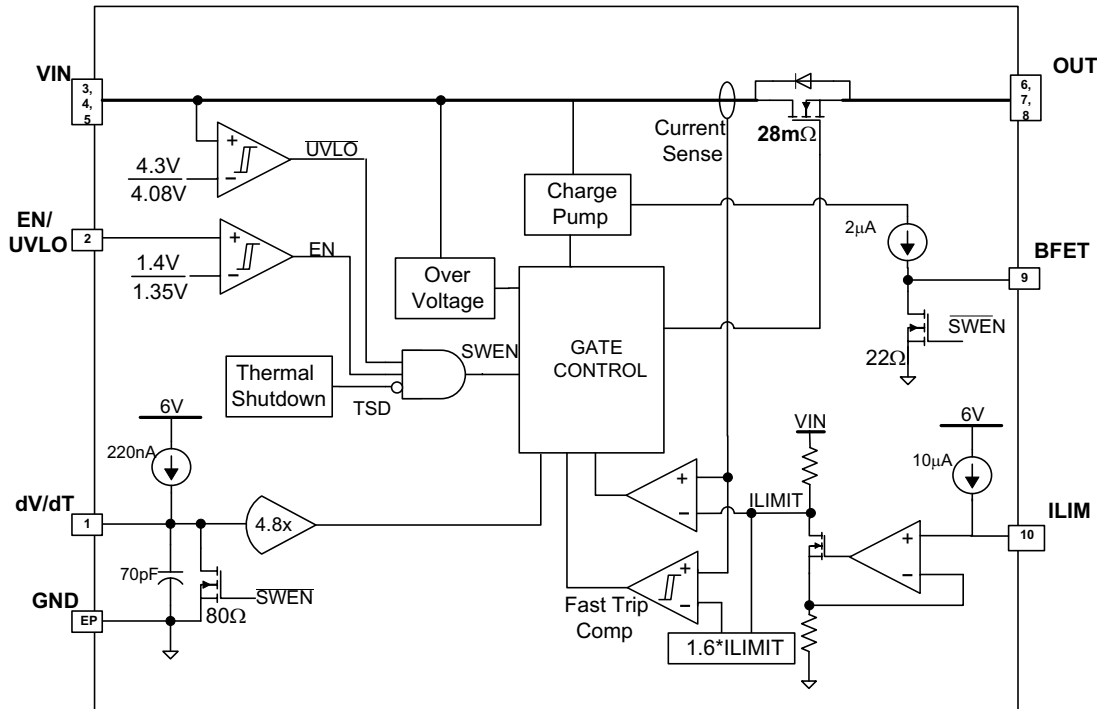 VIN
3,
4,
5
OUT
6,
7,
8
Current
Sense
28mΩ
UVLO
4.3V
4.08V
Charge
Pump
EN/
UVLO
2
EN
1.4V
1.35V
Over
Voltage
2μA
BFET
9
SWEN
22Ω
SWEN
GATE
CONTROL
Thermal
Shutdown
TSD
6V
220nA
dV/dT
1
4.8x
70pF
SWEN
80Ω
GND
EP
VIN
6V
10μA
ILIMIT
ILIM
10
Fast Trip
Comp
1.6*ILIMIT
+
−
+
−
+
−
+
−
+
−